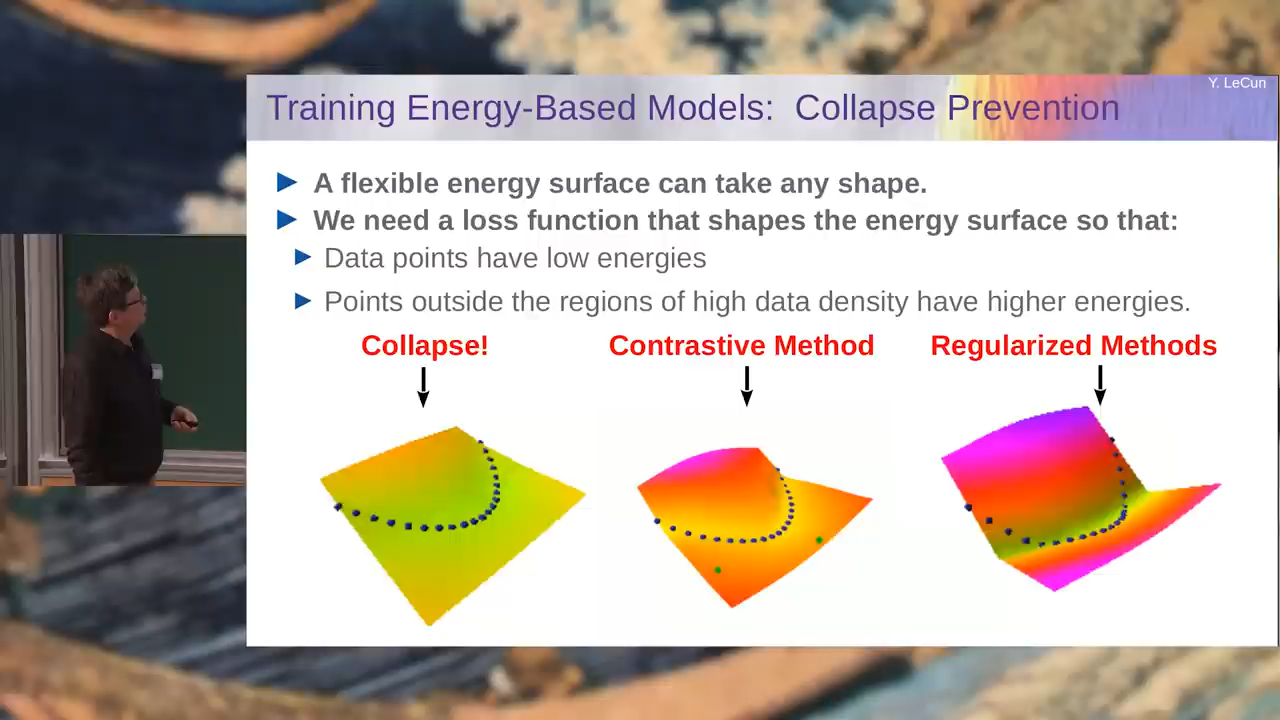 Y. LeCun
Training Energy-Based Models: Collapse Prevention
A flexible energy surface can take any shape.
We need a loss function that shapes the energy surface so that:
Data points have low energies
Points outside the regions of high data density have higher energies.
Collapse! Contrastive Method Regularized Methods